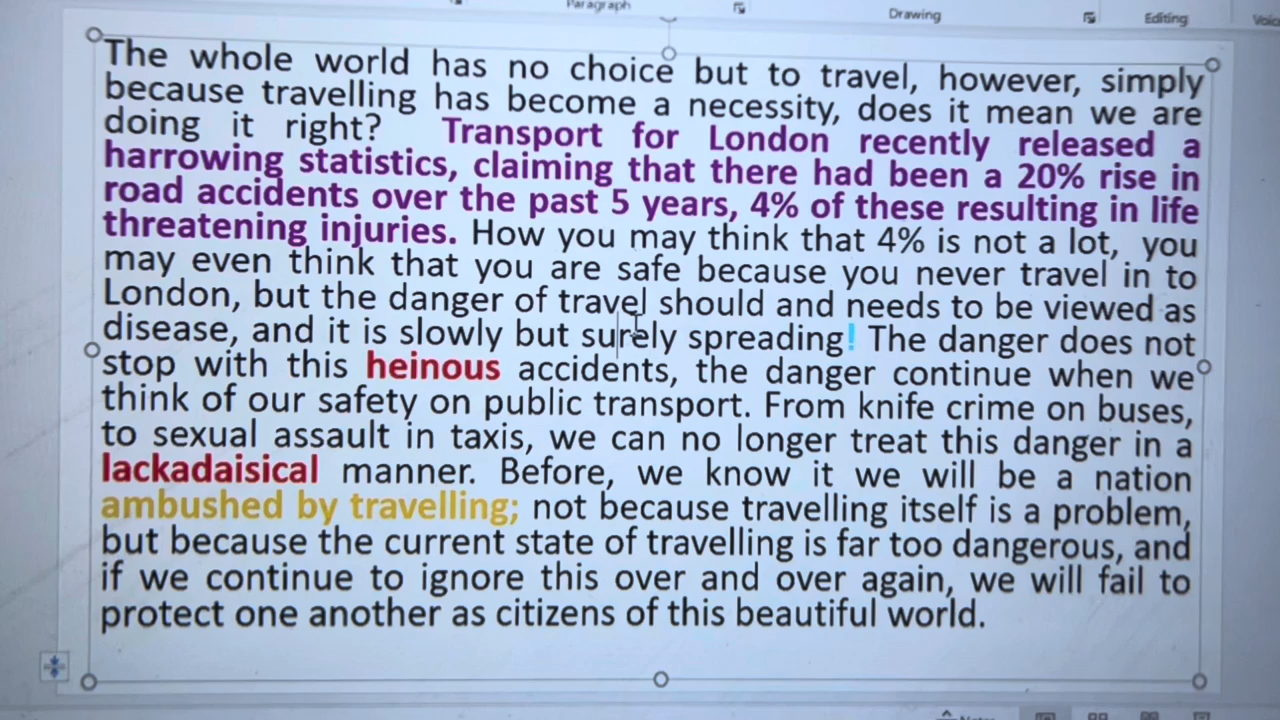 Paragraph
Drawing
Editing
The whole world has no choice but to travel, however, simply
because travelling has become a necessity, does it mean we are
doing it right? Transport for London recently released a
harrowing statistics, claiming that there had been a 20% rise in
road accidents over the past 5 years, 4% of these resulting in life
threatening injuries. How you may think that 4% is not a lot, you
may even think that you are safe because you never travel in to
London, but the danger of travel should and needs to be viewed as
disease, and it is slowly but surely spreading! The danger does not
stop with this heinous accidents, the danger continue when we
think of our safety on public transport. From knife crime on buses,
to sexual assault in taxis, we can no longer treat this danger in a
lackadaisical manner. Before, we know it we will be a nation
ambushed by travelling; not because travelling itself is a problem,
but because the current state of travelling is far too dangerous, and
if we continue to ignore this over and over again, we will fail to
protect one another as citizens of this beautiful world.